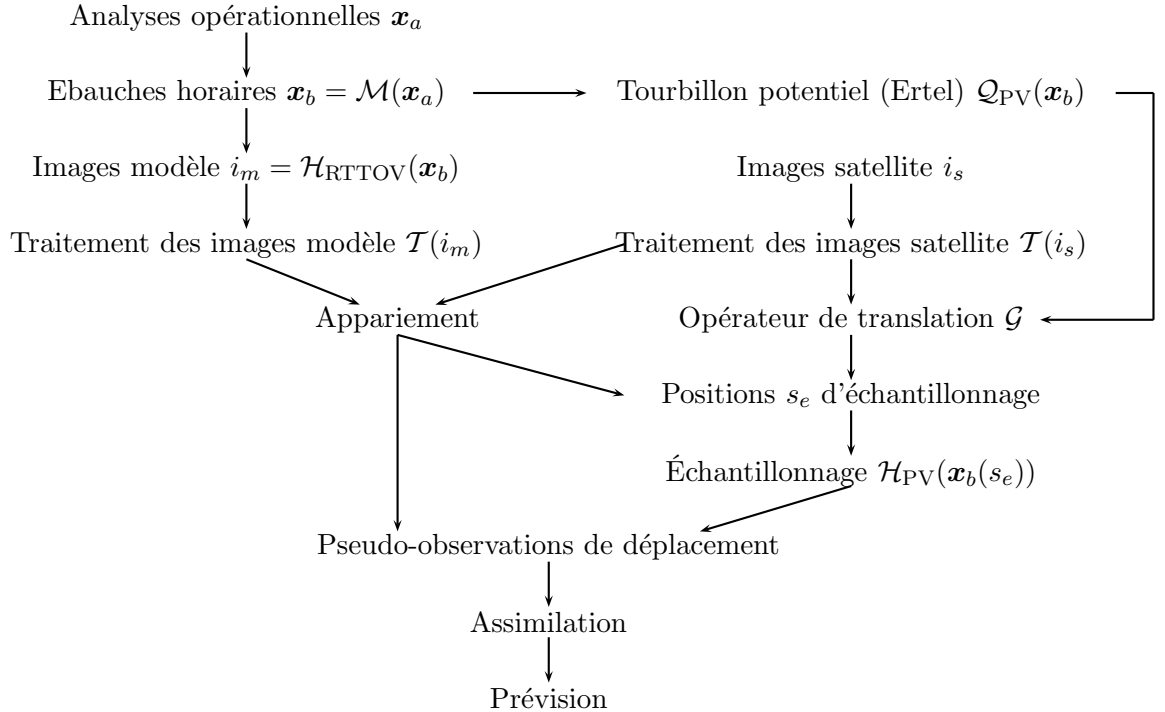 Analyses opérationnelles 𝒙ₐ
Ebauches horaires 𝒙_b = ℳ(𝒙ₐ)
Tourbillon potentiel (Ertel) 𝒬_PV(𝒙_b)
Images modèle i_m = ℋ_RTTOV(𝒙_b)
Images satellite i_s
Traitement des images modèle 𝒯(i_m)
Traitement des images satellite 𝒯(i_s)
Appariement
Opérateur de translation 𝒢
Positions s_e d'échantillonnage
Échantillonnage ℋ_PV(𝒙_b(s_e))
Pseudo-observations de déplacement
Assimilation
Prévision